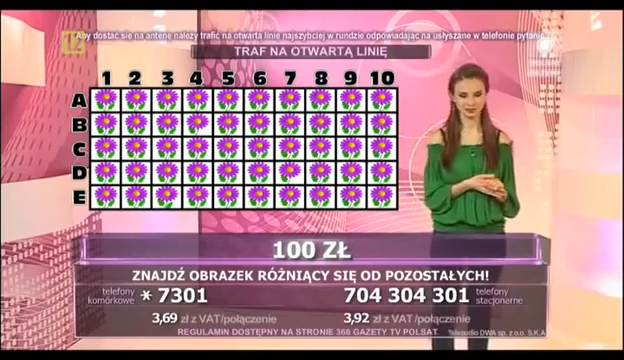 Aby dostać się na antenę należy trafić na otwartą linie najszybciej w rundzie odpowiadając na usłyszane w telefonie pytanie.
12
TRAF NA OTWARTĄ LINIĘ
1 2 3 4 5 6 7 8 9 10
A
B
C
D
E
100 ZŁ
ZNAJDŹ OBRAZEK RÓŻNIĄCY SIĘ OD POZOSTAŁYCH!
telefony komórkowe * 7301 704 304 301 telefony stacjonarne
3,69 zł z VAT/połączenie 3,92 zł z VAT/połączenie
REGULAMIN DOSTĘPNY NA STRONIE 368 GAZETY TV POLSAT *Telepolio DWA sp. z o.o. S.K.A